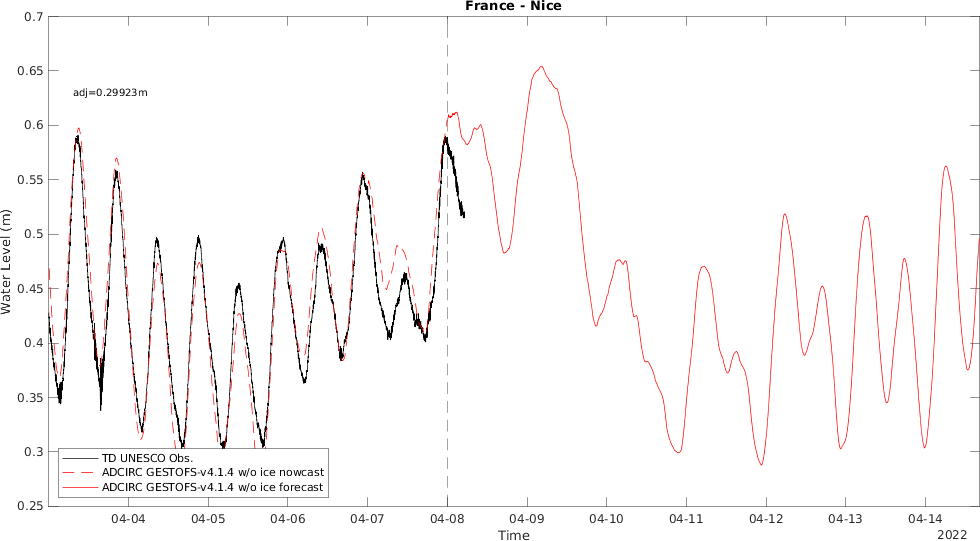 France - Nice
0.7
0.65
0.6
0.55
0.5
0.45
0.4
0.35
0.3
0.25
Water Level (m)
adj=0.29923m
TD UNESCO Obs.
ADCIRC GESTOFS-v4.1.4 w/o ice nowcast
ADCIRC GESTOFS-v4.1.4 w/o ice forecast
04-04 04-05 04-06 04-07 04-08 04-09 04-10 04-11 04-12 04-13 04-14
Time
2022